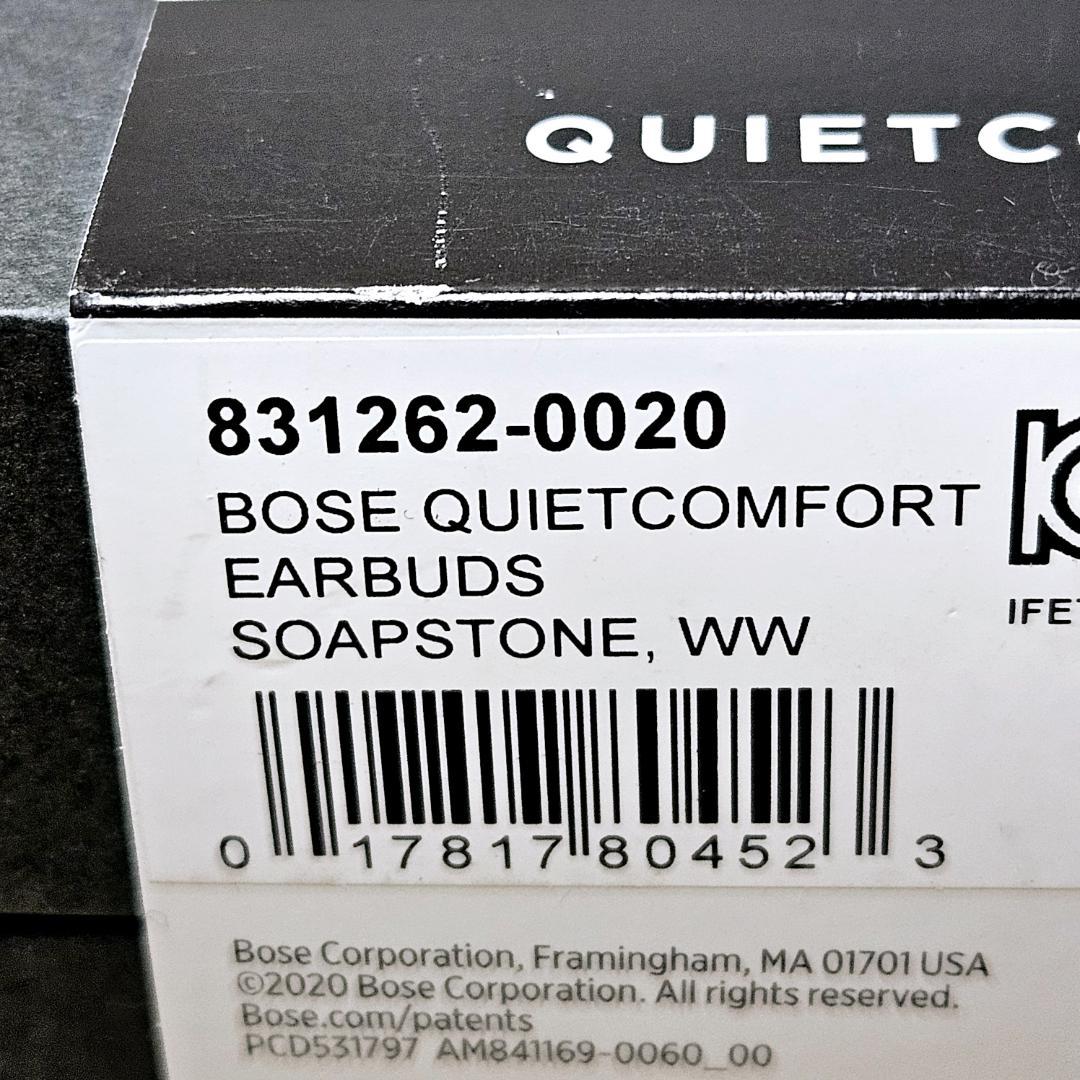 QUIETC
831262-0020
BOSE QUIETCOMFORT
EARBUDS
SOAPSTONE, WW
0 17817 80452 3
IFE
Bose Corporation, Framingham, MA 01701 USA
©2020 Bose Corporation. All rights reserved.
Bose.com/patents
PCD531797 AM841169-0060_00